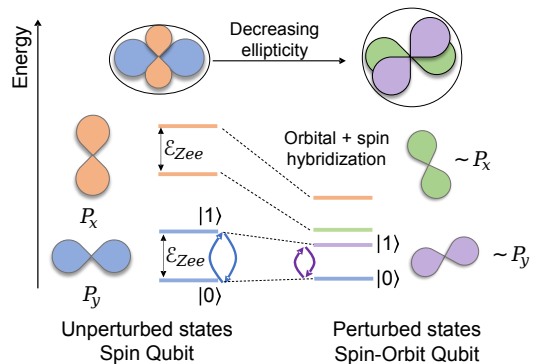 Energy
Decreasing
ellipticity
Orbital + spin
hybridization
ℰ_Zee
P_x
~ P_x
|1⟩
|1⟩
ℰ_Zee
~ P_y
P_y
|0⟩
|0⟩
Unperturbed states
Spin Qubit
Perturbed states
Spin-Orbit Qubit